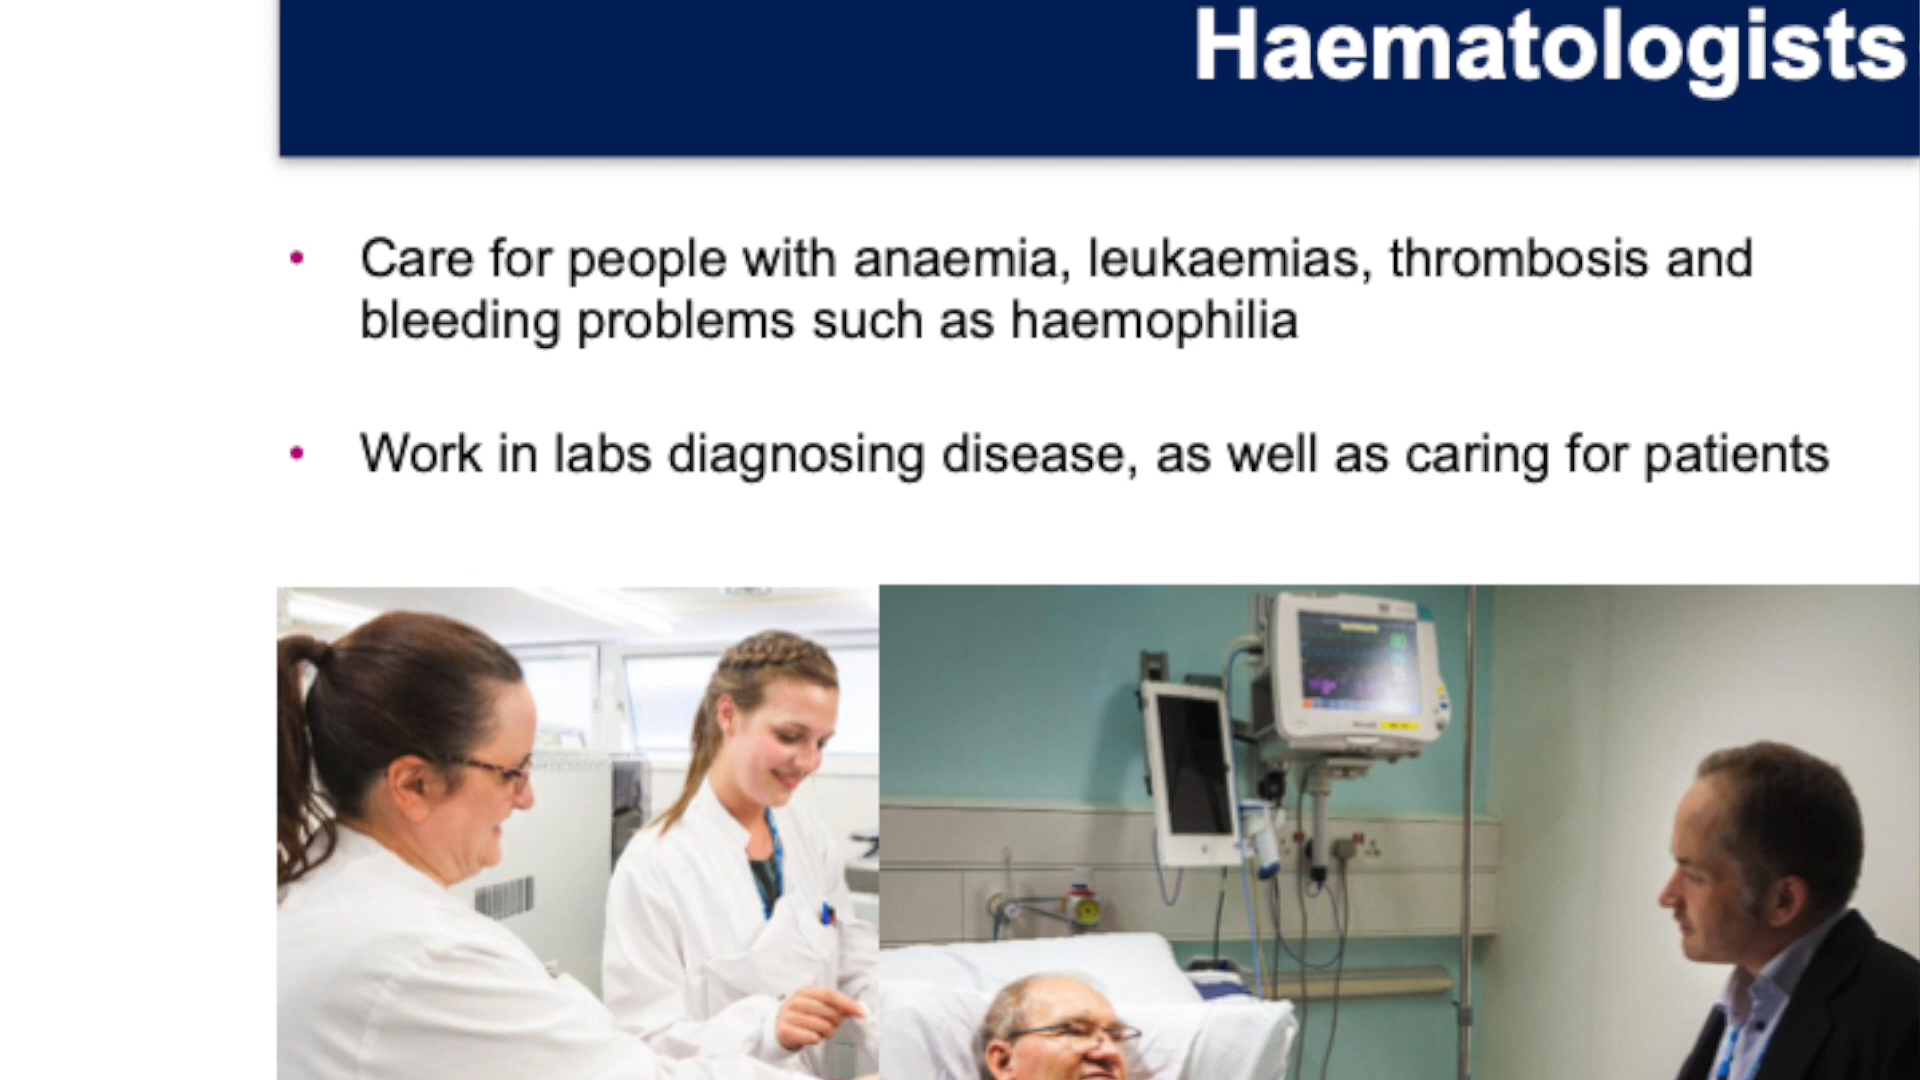 Haematologists
• Care for people with anaemia, leukaemias, thrombosis and
bleeding problems such as haemophilia
• Work in labs diagnosing disease, as well as caring for patients